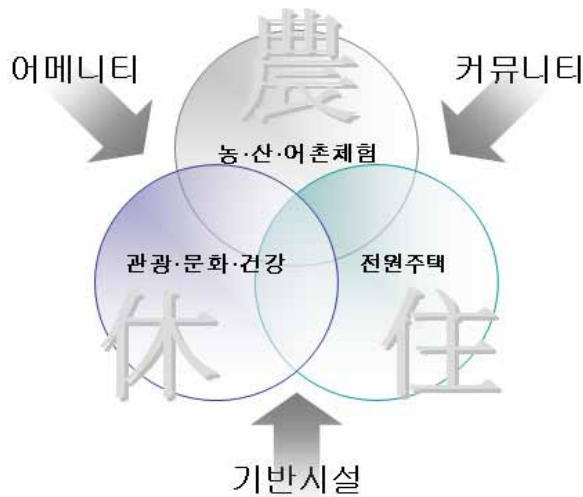 農
어메니티
커뮤니티
농·산·어촌체험
관광·문화·건강
전원주택
休
住
기반시설